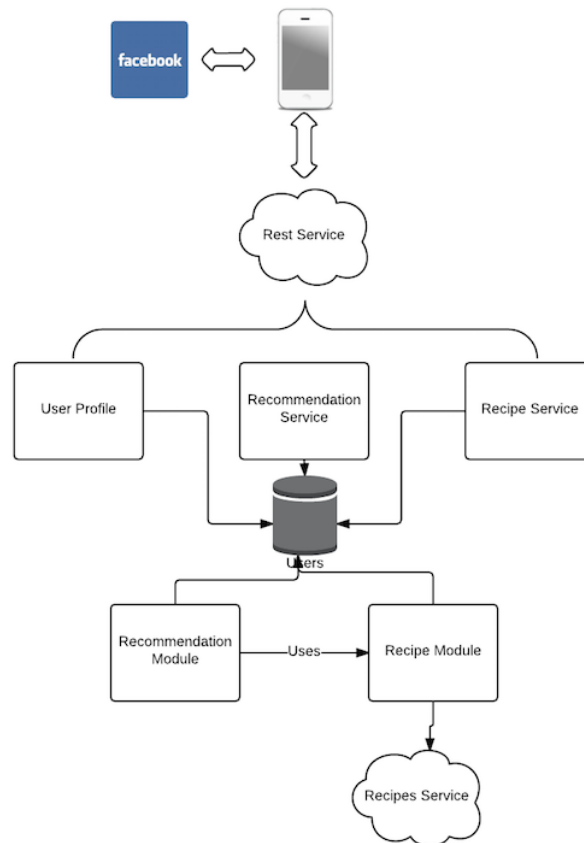 facebook
Rest Service
User Profile
Recommendation
Service
Recipe Service
Users
Recommendation
Module
Uses
Recipe Module
Recipes Service